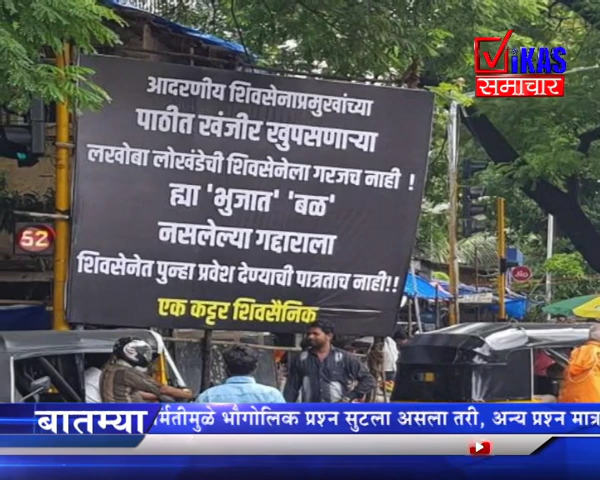 ViKAS
समाचार
आदरणीय शिवसेनाप्रमुखांच्या
पाठीत खंजीर खुपसणाऱ्या
लखोबा लोखंडेची शिवसेनेला गरजच नाही !
ह्या 'भुजात' 'बळ'
नसलेल्या गद्दाराला
शिवसेनेत पुन्हा प्रवेश देण्याची पात्रताच नाही!!
एक कट्टर शिवसैनिक
52
Jio
बातम्या
र्मितीमुळे भौगोलिक प्रश्न सुटला असला तरी, अन्य प्रश्न मात्र